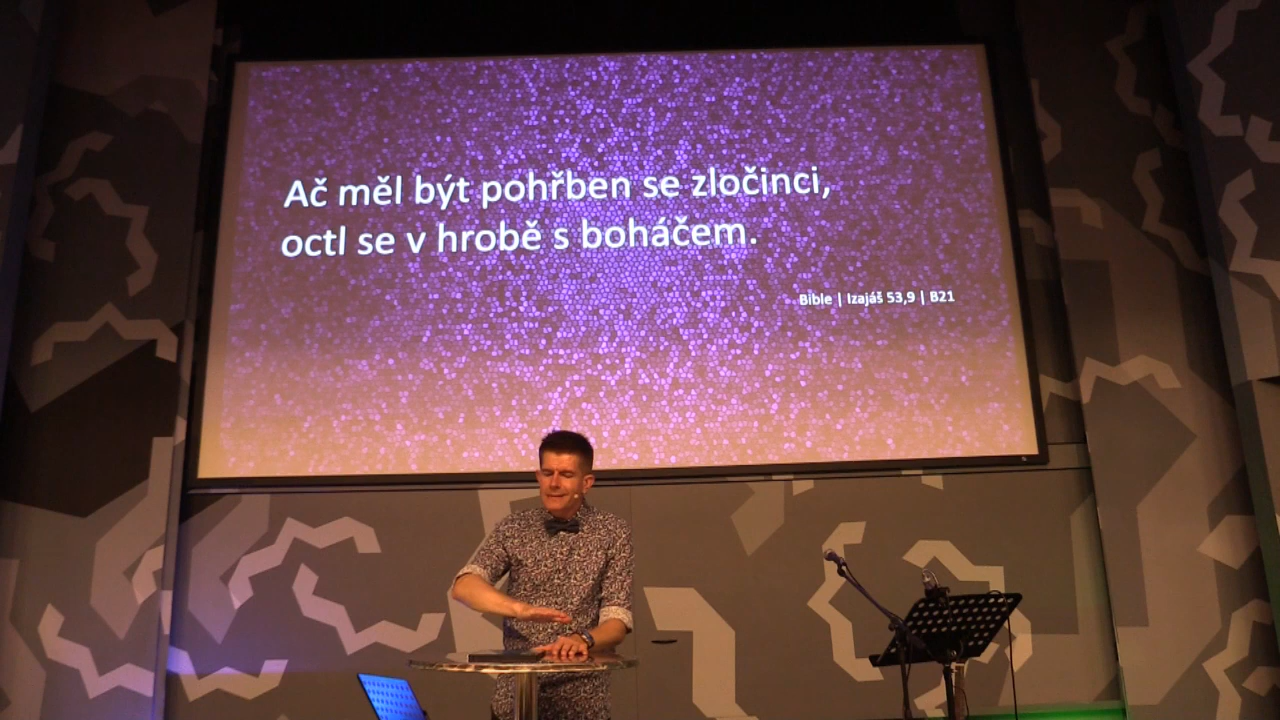 Ač měl být pohřben se zločinci,
octl se v hrobě s boháčem.
Bible | Izajáš 53,9 | B21